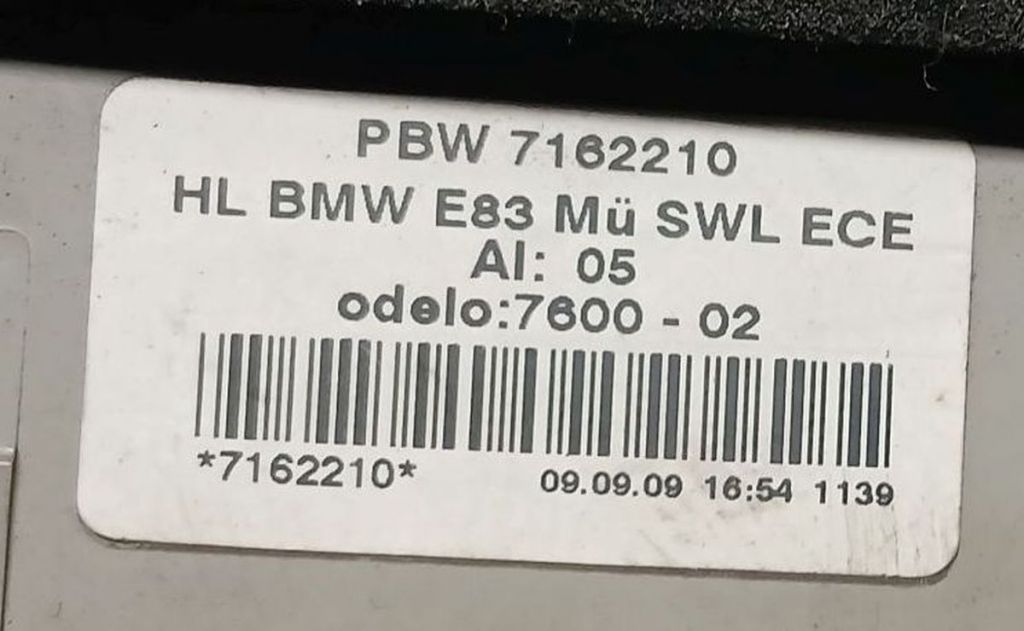 PBW 7162210
HL BMW E83 Mü SWL ECE
AI: 05
odelo:7600 - 02
*7162210* 09.09.09 16:54 1139